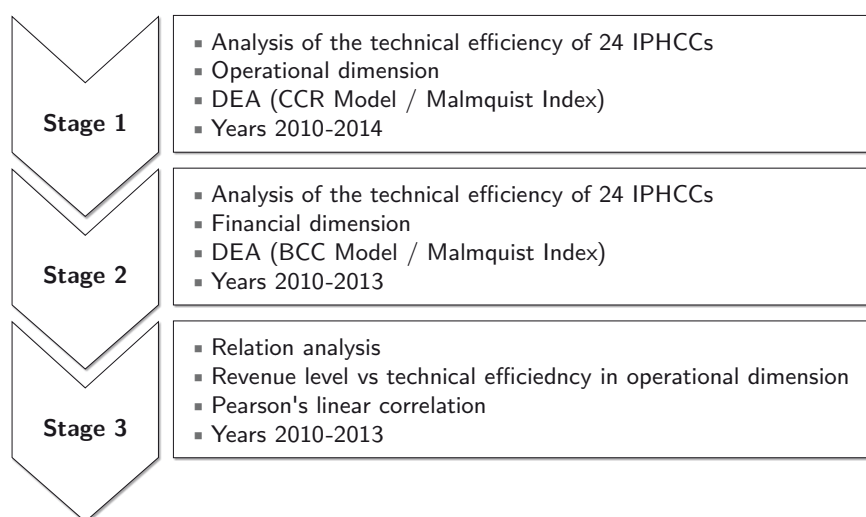 Stage 1
▪ Analysis of the technical efficiency of 24 IPHCCs
▪ Operational dimension
▪ DEA (CCR Model / Malmquist Index)
▪ Years 2010-2014
Stage 2
▪ Analysis of the technical efficiency of 24 IPHCCs
▪ Financial dimension
▪ DEA (BCC Model / Malmquist Index)
▪ Years 2010-2013
Stage 3
▪ Relation analysis
▪ Revenue level vs technical efficiedncy in operational dimension
▪ Pearson's linear correlation
▪ Years 2010-2013